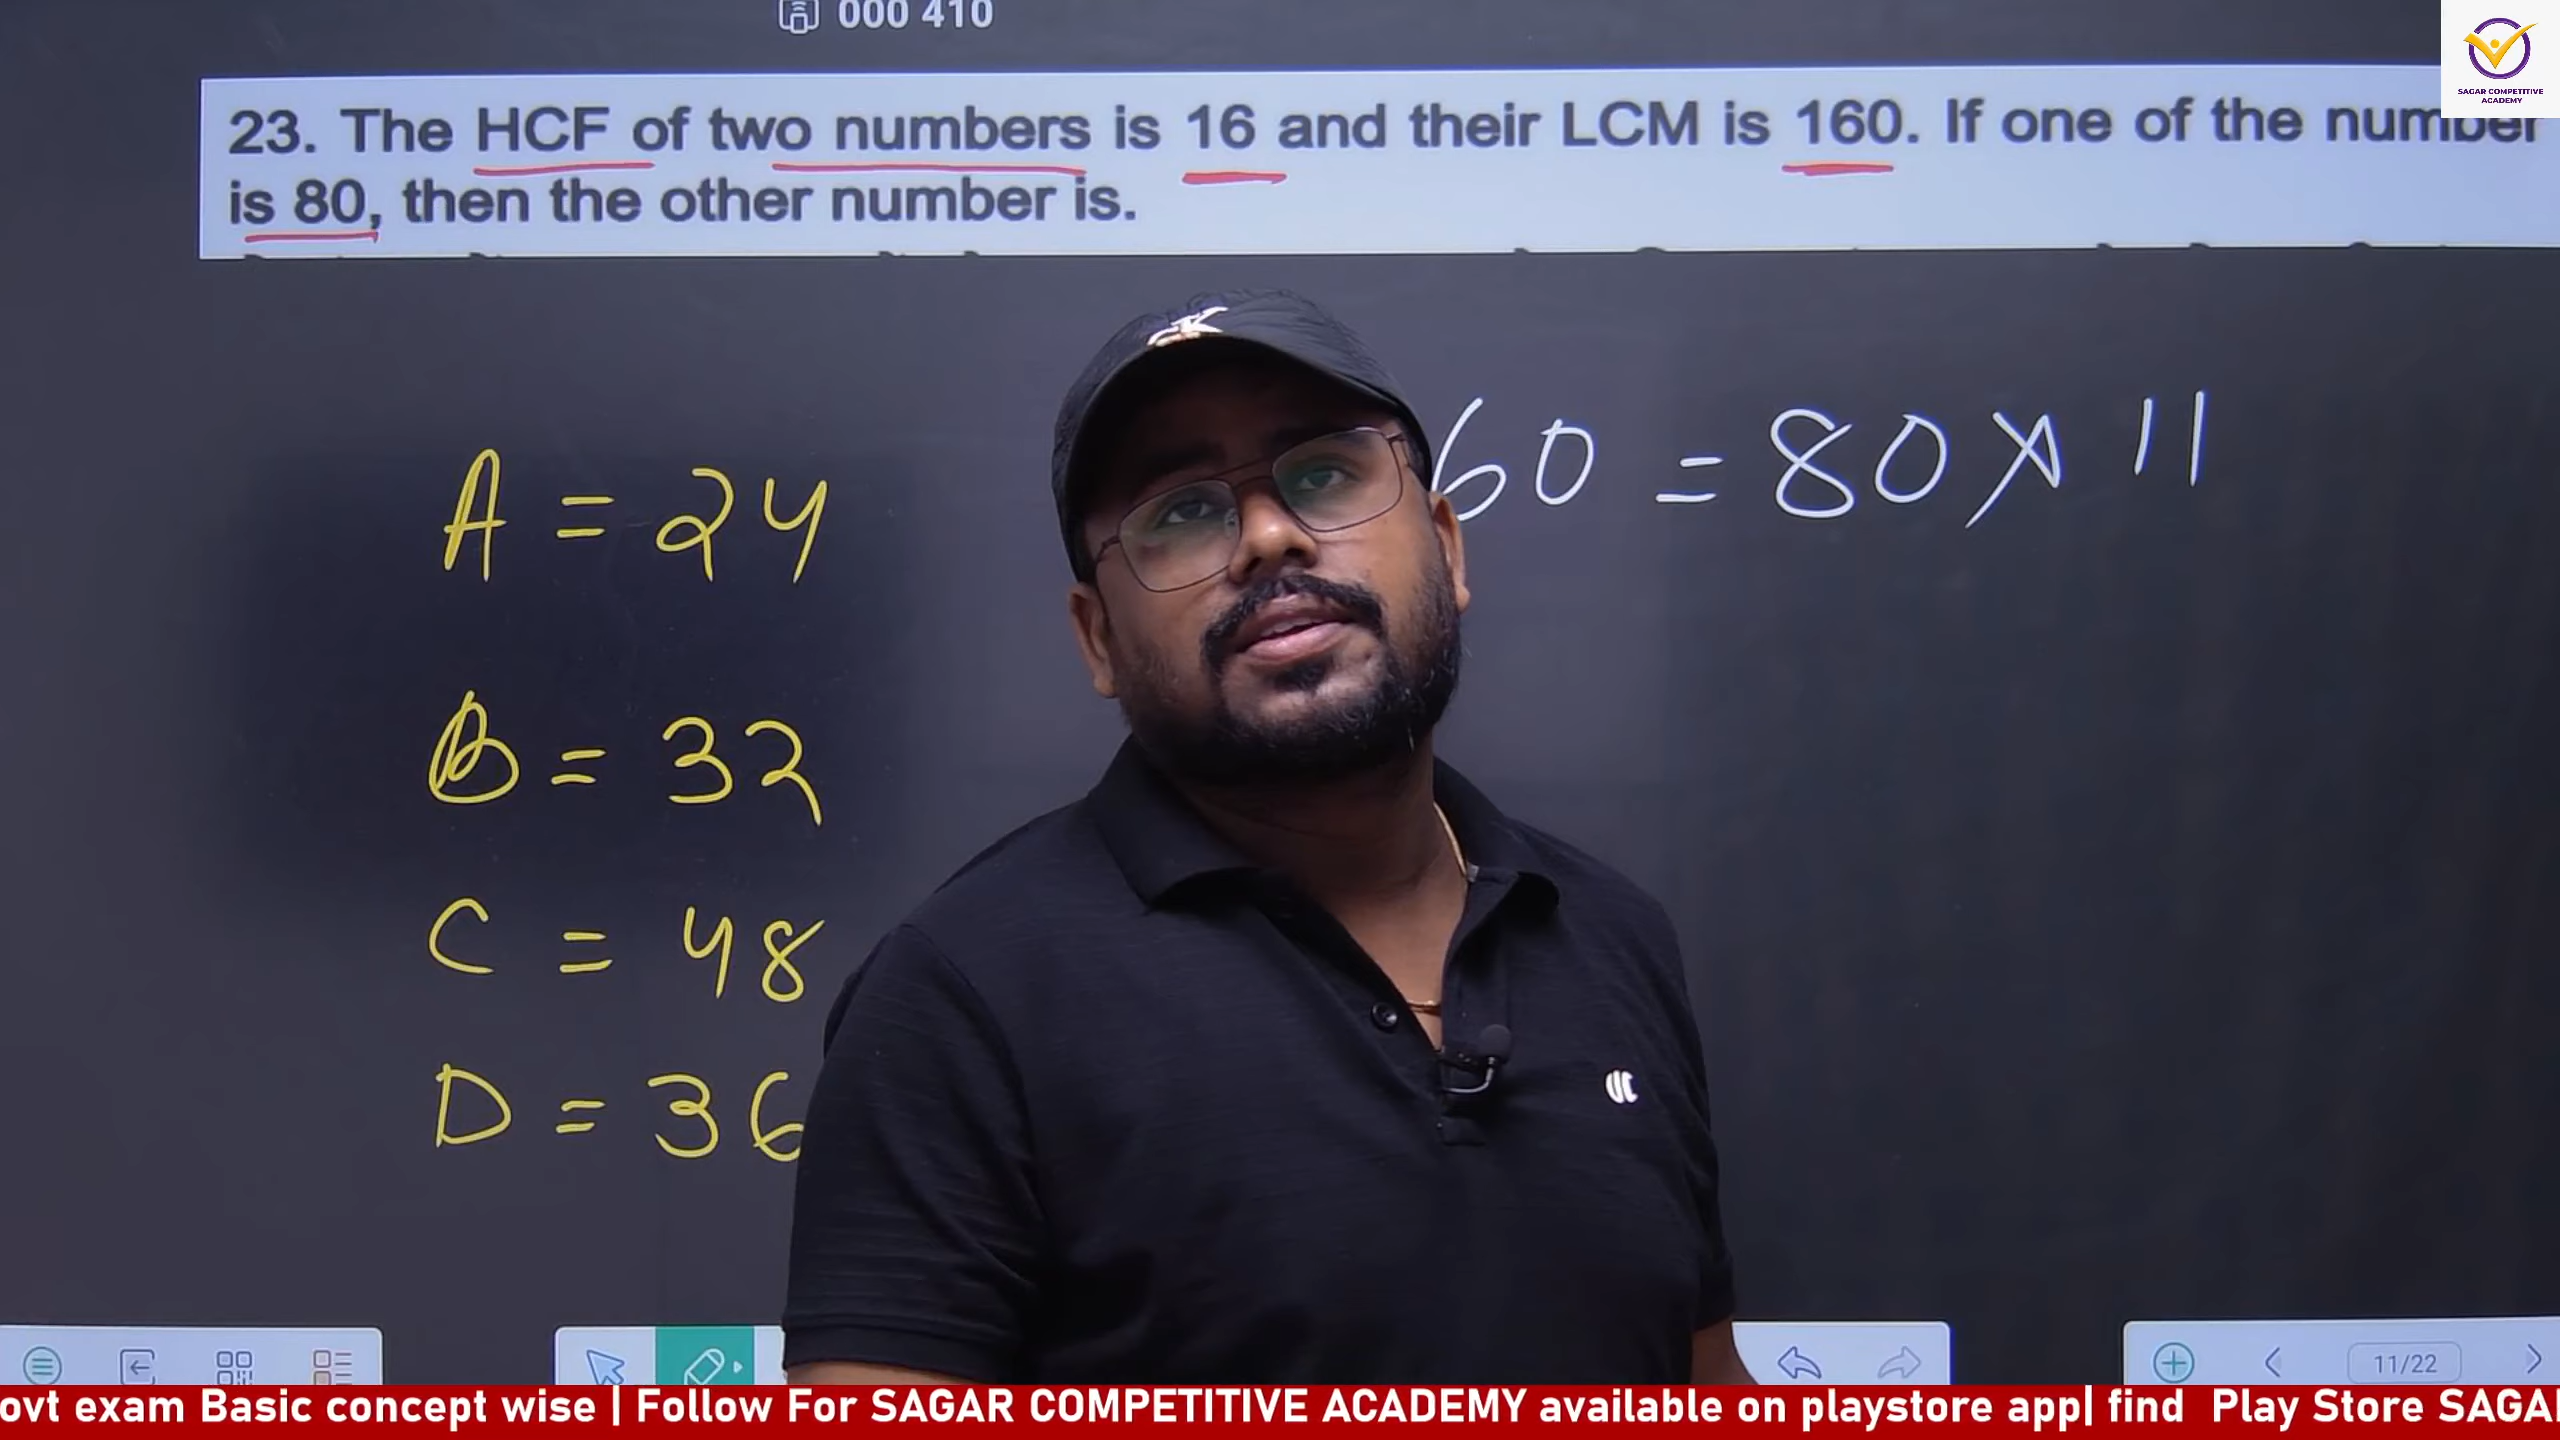 000 410
SAGAR COMPETITIVE
ACADEMY
23. The HCF of two numbers is 16 and their LCM is 160. If one of the number
is 80, then the other number is.
60 = 80 × 11
A = 24
B = 32
C = 48
D = 36
11/22
ovt exam Basic concept wise | Follow For SAGAR COMPETITIVE ACADEMY available on playstore app| find Play Store SAGA